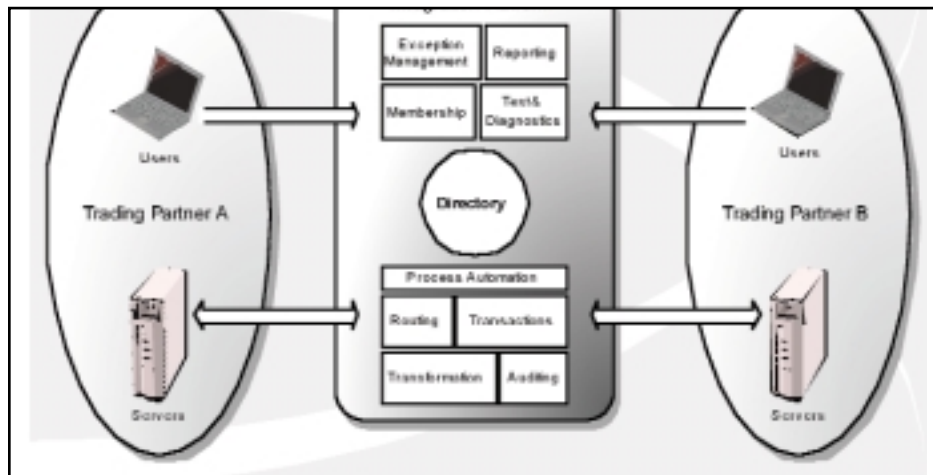 Exception
Management
Reporting
Membership
Test&
Diagnostics
Users
Users
Directory
Trading Partner A
Trading Partner B
Process Automation
Routing
Transactions
Transformation
Auditing
Servers
Servers